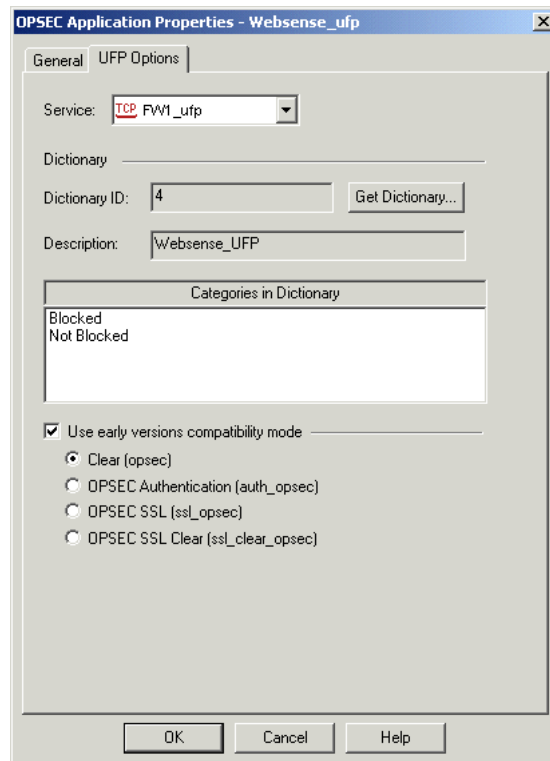 OPSEC Application Properties - Websense_ufp
General UFP Options
Service: TCP FW1_ufp
Dictionary
Dictionary ID: 4 Get Dictionary...
Description: Websense_UFP
Categories in Dictionary
Blocked
Not Blocked
Use early versions compatibility mode
Clear (opsec)
OPSEC Authentication (auth_opsec)
OPSEC SSL (ssl_opsec)
OPSEC SSL Clear (ssl_clear_opsec)
OK Cancel Help